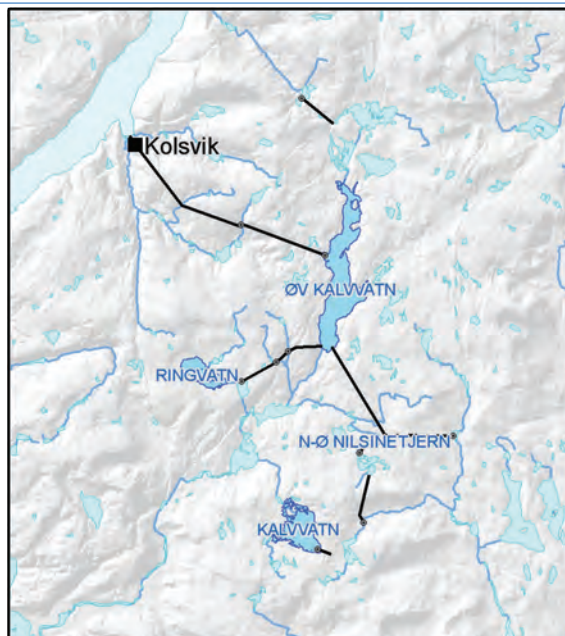 Kolsvik
ØV KALVVATN
RINGVATN
N-Ø NILSINETJERN
KALVVATN